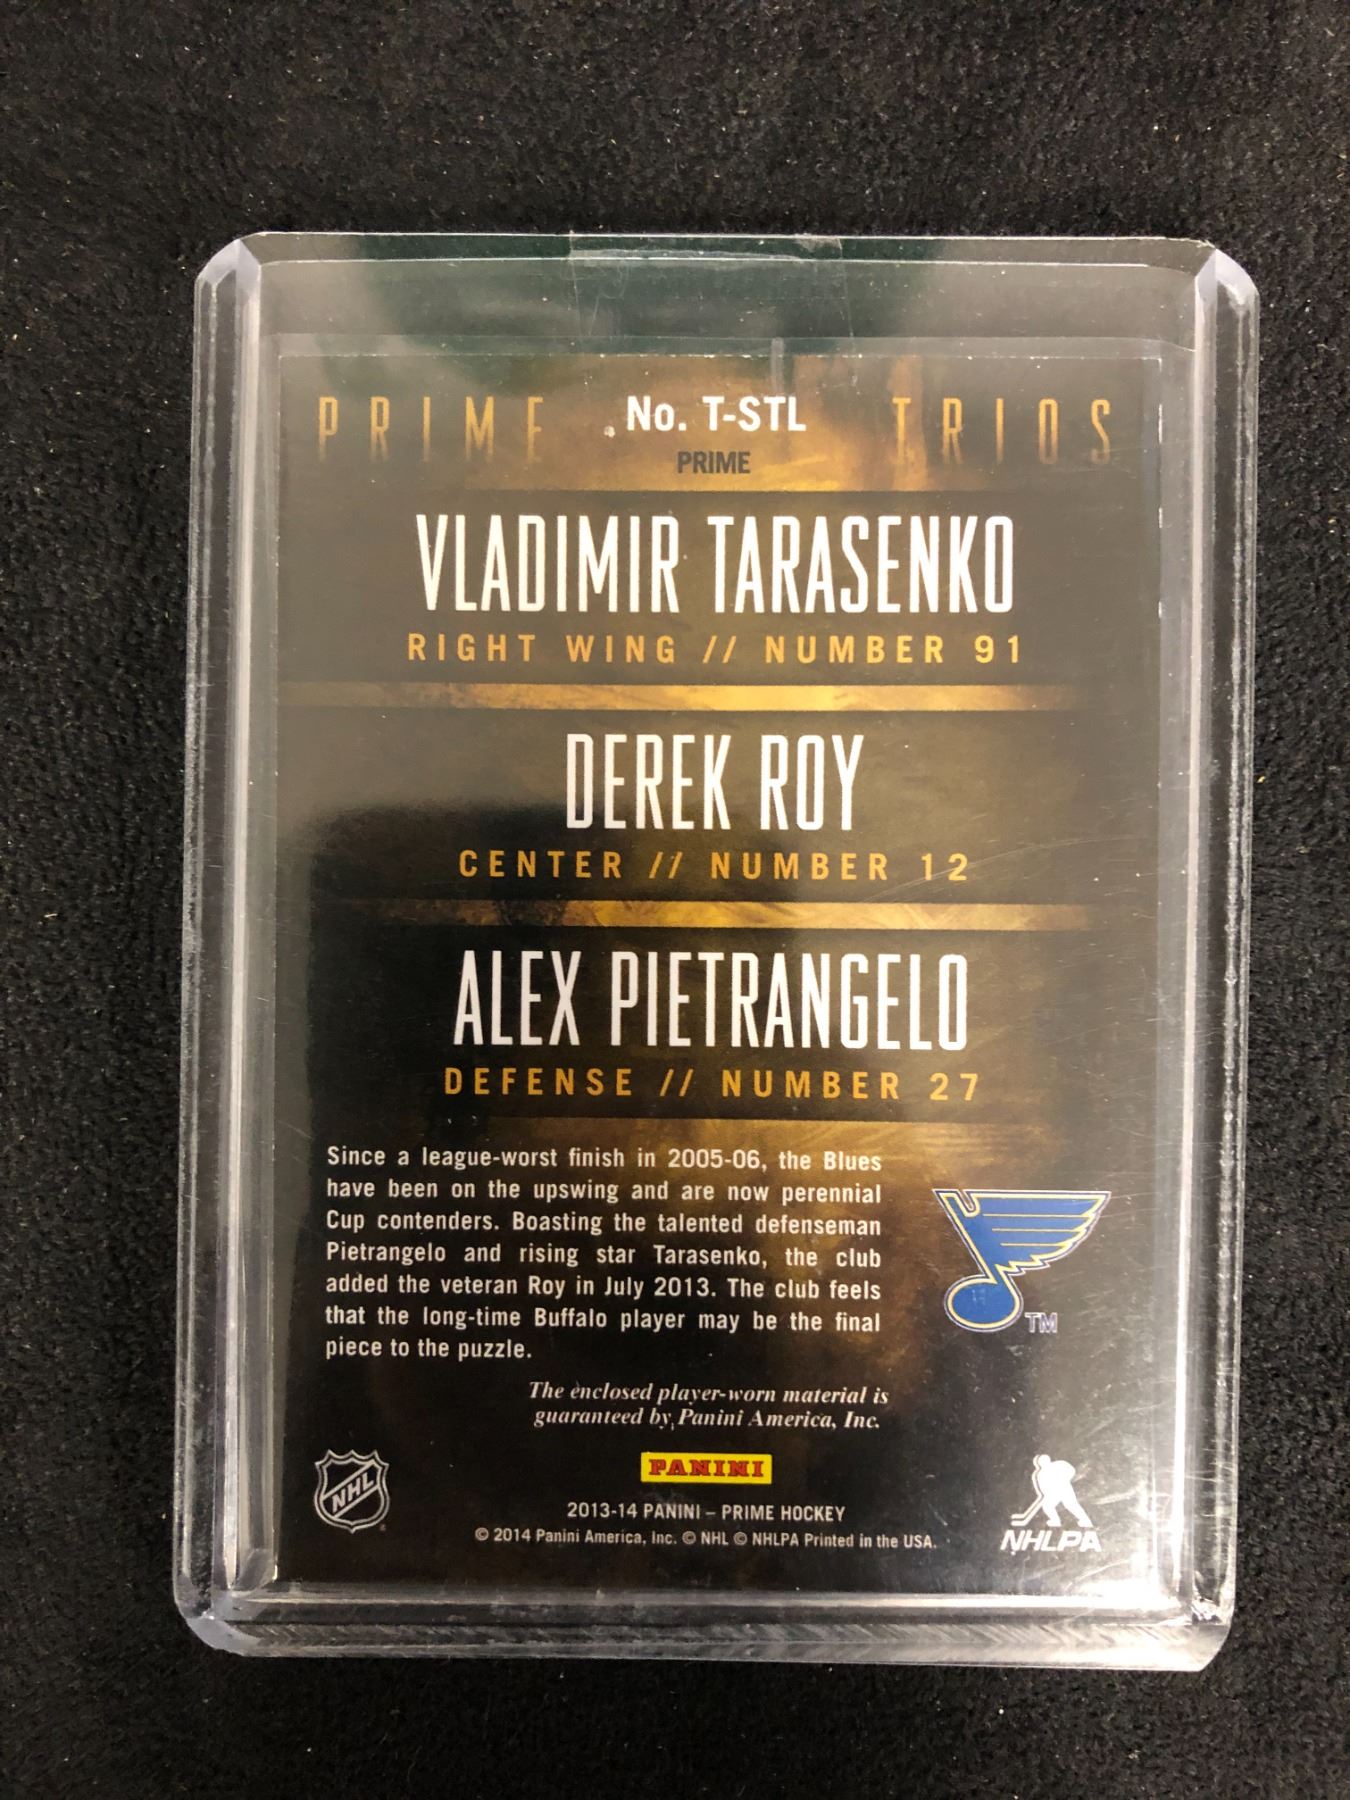 PRIME No. T-STL TRIOS
PRIME
VLADIMIR TARASENKO
RIGHT WING // NUMBER 91
DEREK ROY
CENTER // NUMBER 12
ALEX PIETRANGELO
DEFENSE // NUMBER 27
Since a league-worst finish in 2005-06, the Blues
have been on the upswing and are now perennial
Cup contenders. Boasting the talented defenseman
Pietrangelo and rising star Tarasenko, the club
added the veteran Roy in July 2013. The club feels
that the long-time Buffalo player may be the final
piece to the puzzle.
TM
The enclosed player-worn material is
guaranteed by Panini America, Inc.
NHL
PANINI
NHLPA
2013-14 PANINI – PRIME HOCKEY
© 2014 Panini America, Inc. © NHL © NHLPA Printed in the USA.